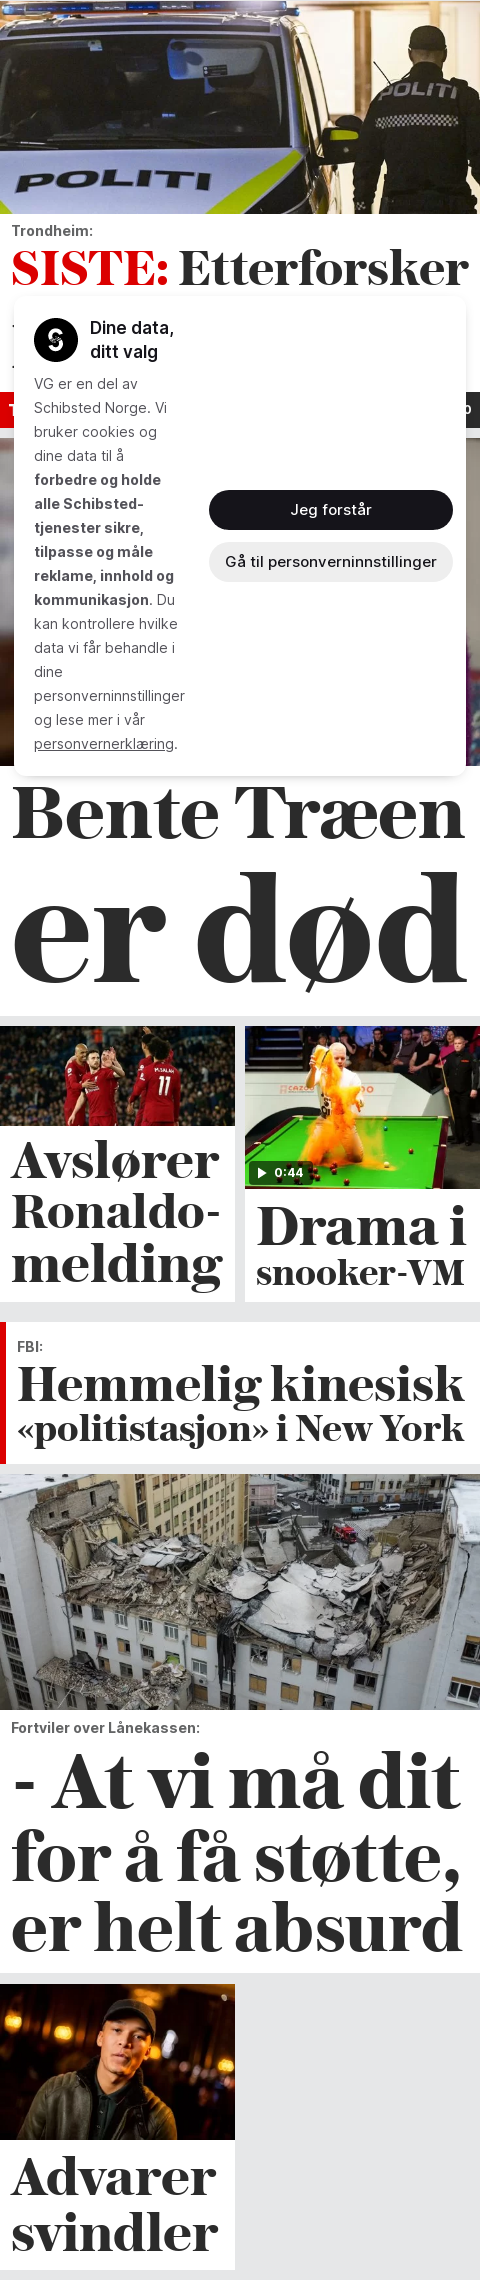 POLITI
POLITI
Trondheim:
SISTE: Etterforsker
Dine data,
ditt valg
VG er en del av
Schibsted Norge. Vi
bruker cookies og
dine data til å
forbedre og holde
alle Schibsted-
tjenester sikre,
tilpasse og måle
reklame, innhold og
kommunikasjon. Du
kan kontrollere hvilke
data vi får behandle i
dine
personverninnstillinger
og lese mer i vår
personvernerklæring.
Jeg forstår
Gå til personverninnstillinger
Bente Træen
er død
M.SALAH
11
0:44
Avslører
Ronaldo-
melding
Drama i
snooker-VM
FBI:
Hemmelig kinesisk
«politistasjon» i New York
Fortviler over Lånekassen:
- At vi må dit
for å få støtte,
er helt absurd
Advarer
svindler